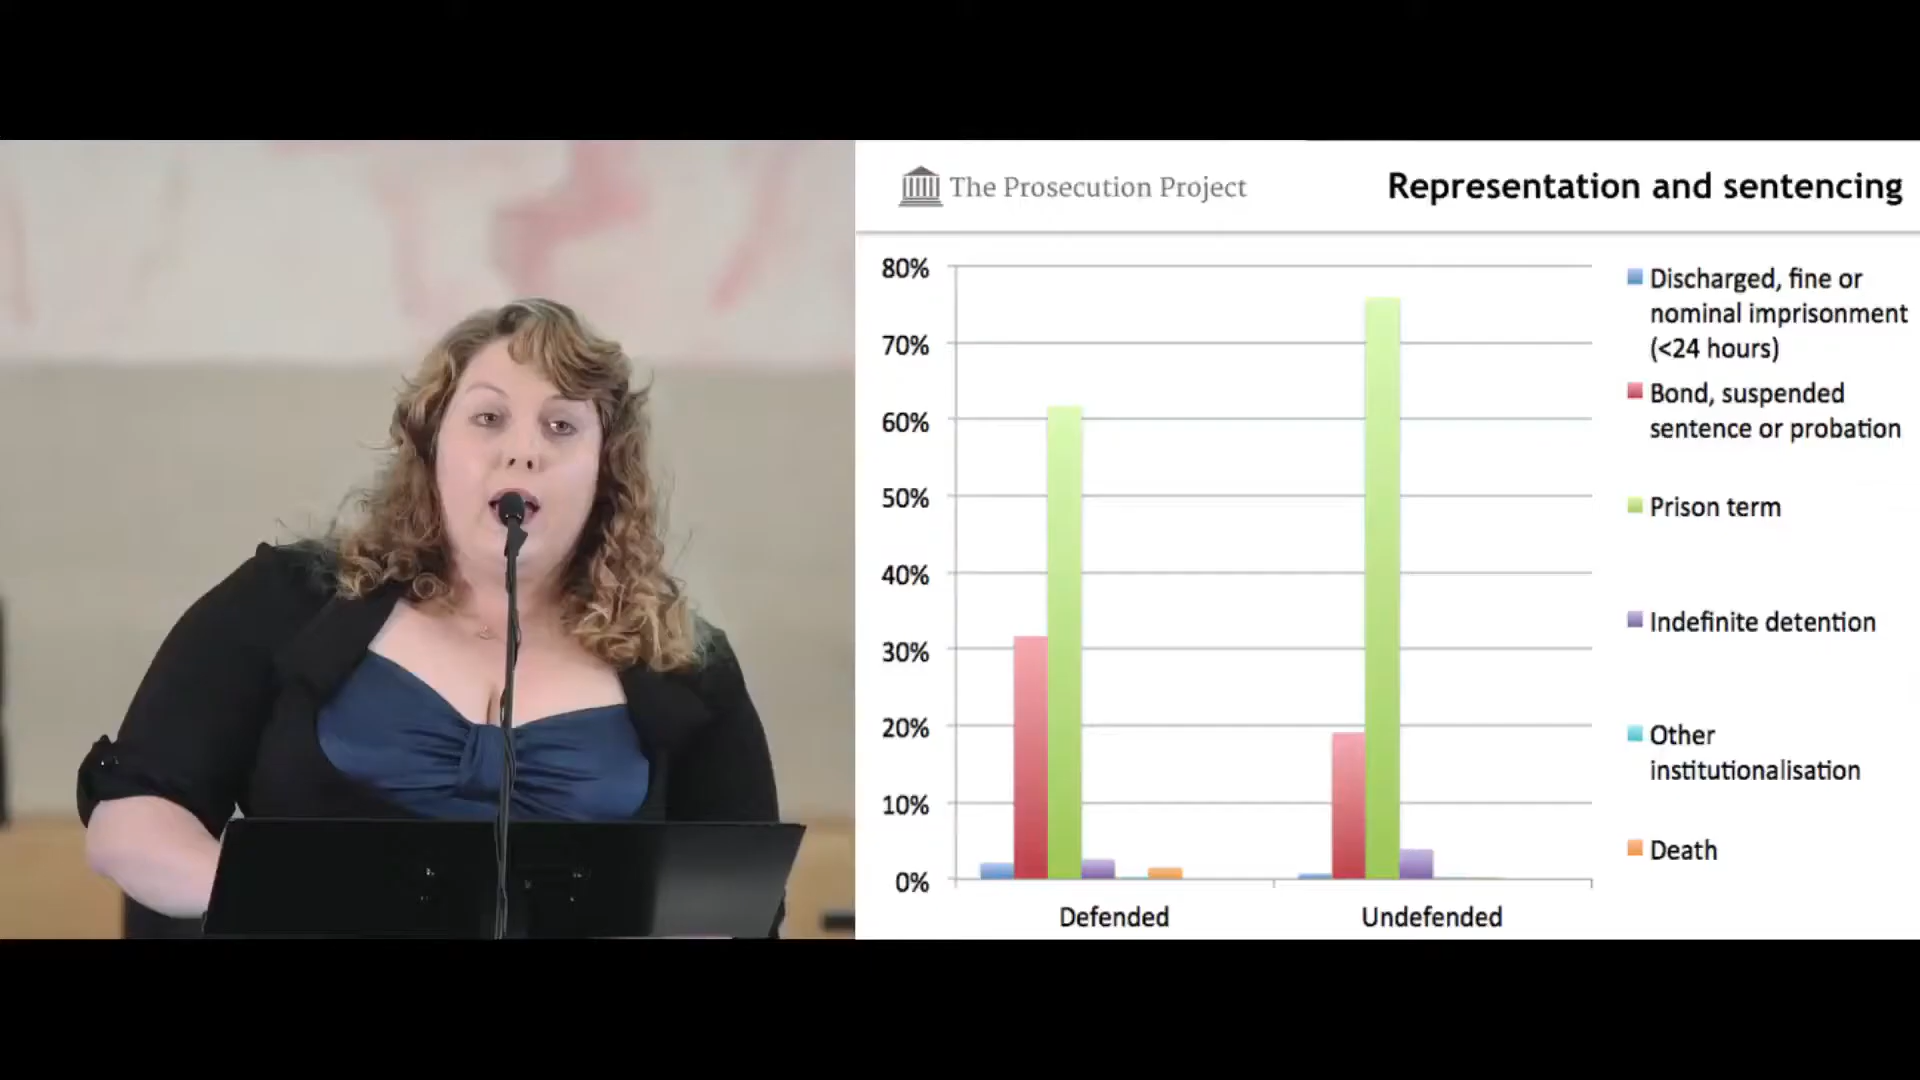 The Prosecution Project
Representation and sentencing
80%
70%
60%
50%
40%
30%
20%
10%
0%
Defended
Undefended
Discharged, fine or
nominal imprisonment
(<24 hours)
Bond, suspended
sentence or probation
Prison term
Indefinite detention
Other
institutionalisation
Death